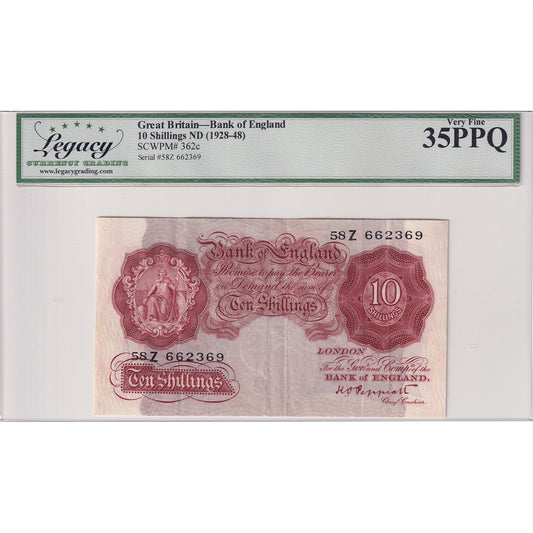 Legacy
CURRENCY GRADING
www.legacygrading.com
Great Britain—Bank of England
10 Shillings ND (1928-48)
SCWPM# 362c
Serial #58Z 662369
Very Fine
35PPQ
58Z 662369
Bank of England
Promise to pay the Bearer
on Demand the sum of
Ten Shillings
10
SHILLINGS
58Z 662369
Ten Shillings
LONDON
For the Govr. and Compa. of the
BANK OF ENGLAND.
K O Peppiatt
Chief Cashier